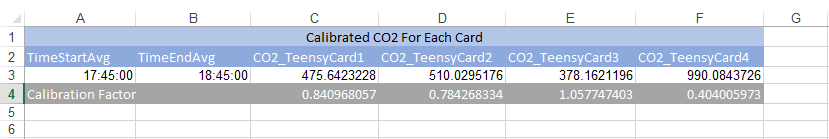 A B C D E F G
1 Calibrated CO2 For Each Card
2 TimeStartAvg TimeEndAvg CO2_TeensyCard1 CO2_TeensyCard2 CO2_TeensyCard3 CO2_TeensyCard4
3 17:45:00 18:45:00 475.6423228 510.0295176 378.1621196 990.0843726
4 Calibration Factor 0.840968057 0.784268334 1.057747403 0.404005973
5
6